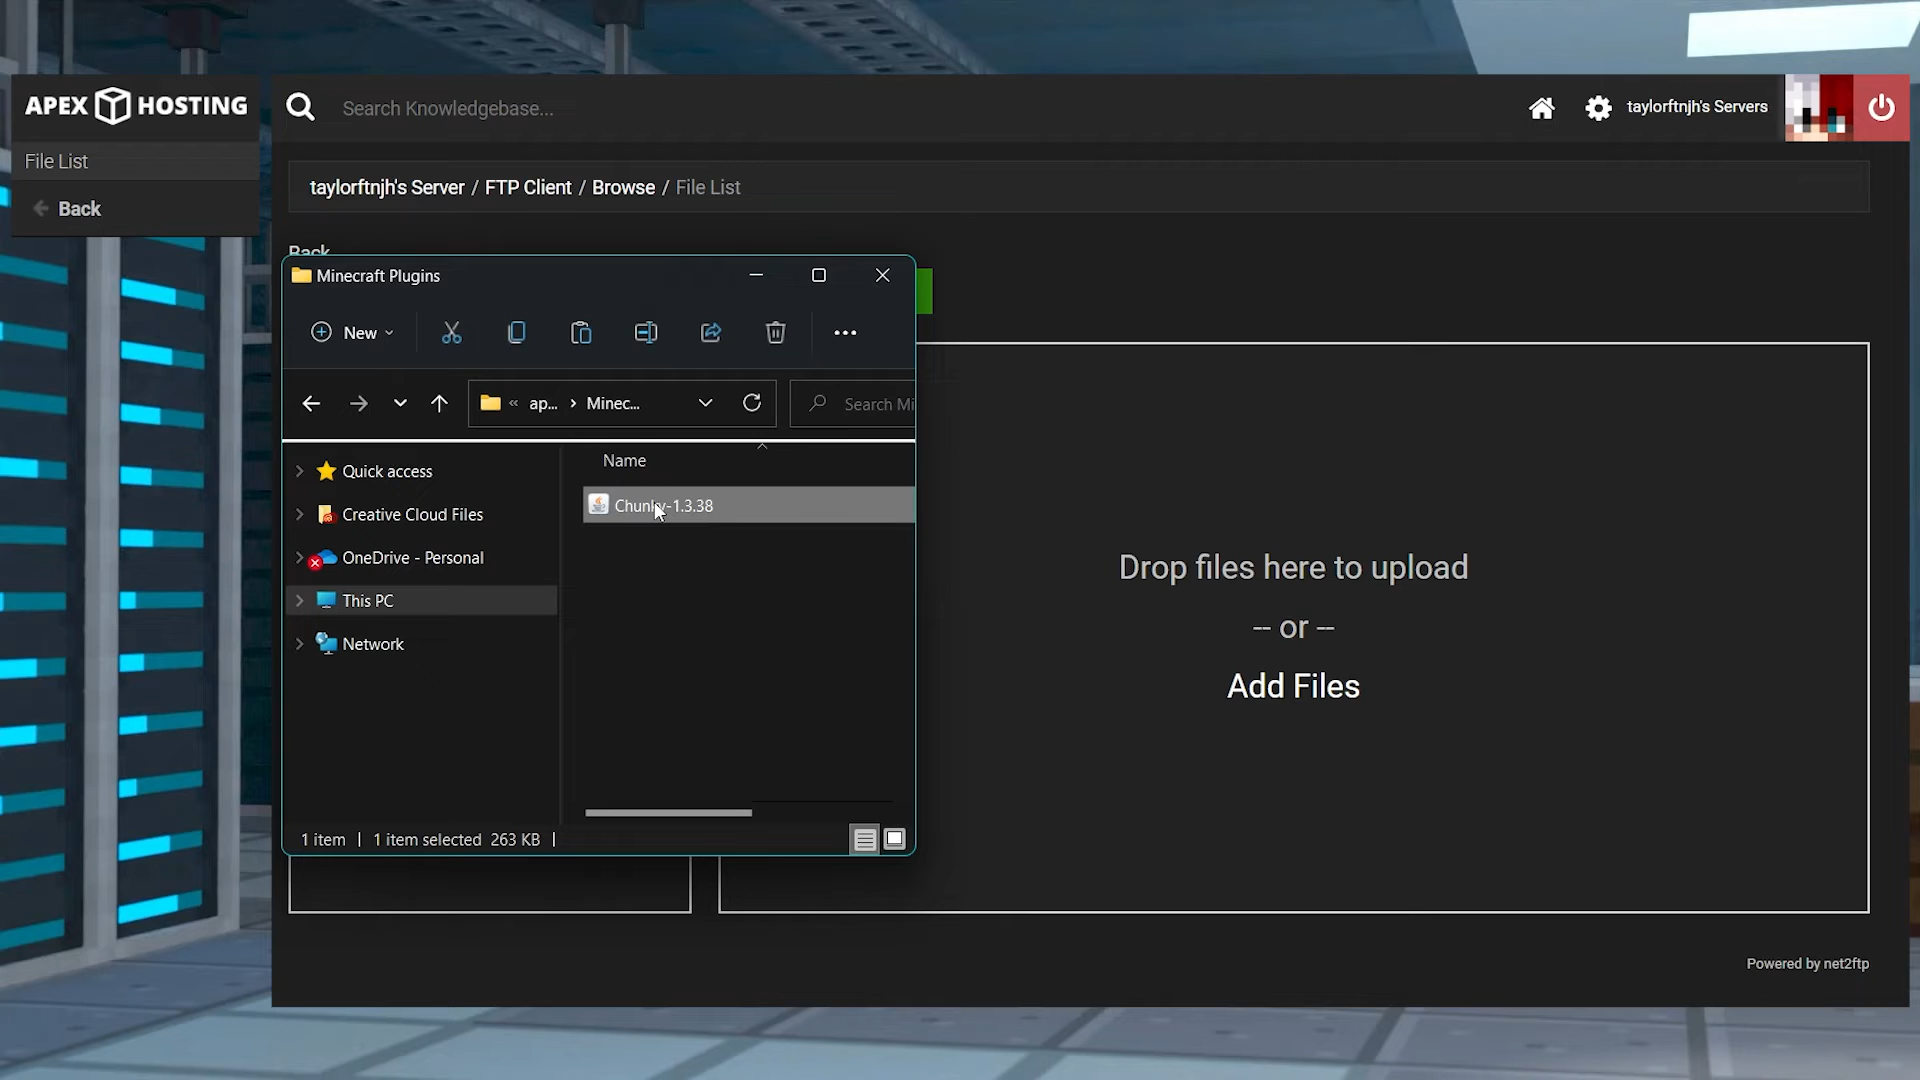 APEX HOSTING
Search Knowledgebase...
taylorftnjh's Servers
File List
Back
taylorftnjh's Server / FTP Client / Browse / File List
Back
Minecraft Plugins
New
« ap... > Minec...
Search Mi
Quick access
Creative Cloud Files
OneDrive - Personal
This PC
Network
Name
Chunky-1.3.38
1 item | 1 item selected 263 KB |
Drop files here to upload
-- or --
Add Files
Powered by net2ftp